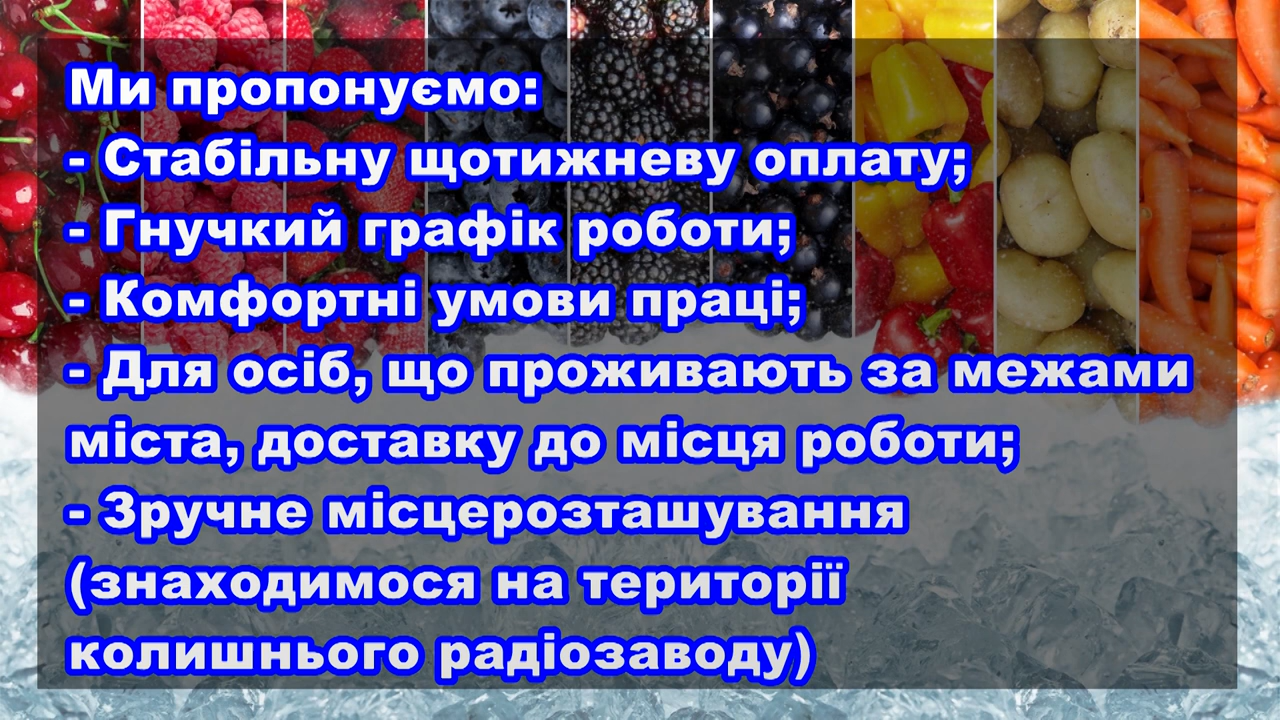 Ми пропонуємо:
- Стабільну щотижневу оплату;
- Гнучкий графік роботи;
- Комфортні умови праці;
- Для осіб, що проживають за межами
міста, доставку до місця роботи;
- Зручне місцерозташування
(знаходимося на території
колишнього радіозаводу)